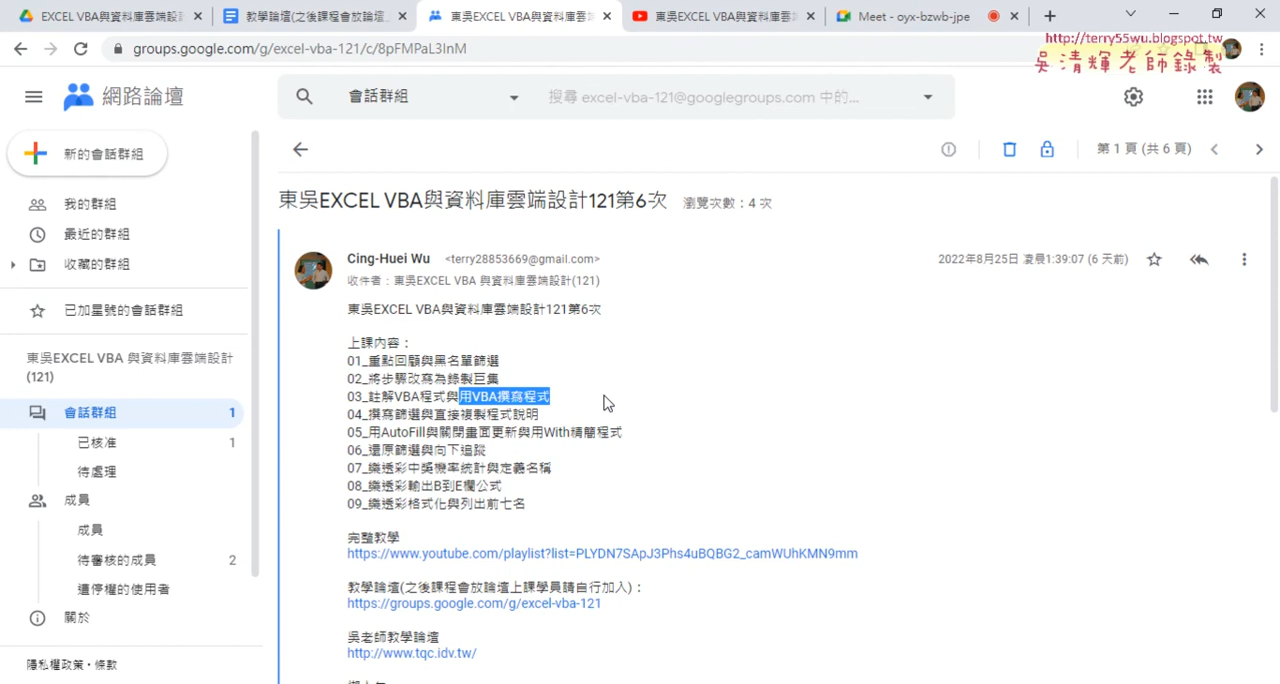 EXCEL VBA與資料庫雲端設計
教學論壇(之後課程會放論壇
東吳EXCEL VBA與資料庫雲端
東吳EXCEL VBA與資料庫雲端
Meet - oyx-bzwb-jpe
groups.google.com/g/excel-vba-121/c/8pFMPaL3InM
http://terry55wu.blogspot.tw
吳清輝老師錄製
網路論壇
會話群組
搜尋 excel-vba-121@googlegroups.com 中的...
新的會話群組
第 1 頁 (共 6 頁)
我的群組
最近的群組
收藏的群組
已加星號的會話群組
東吳EXCEL VBA 與資料庫雲端設計
(121)
會話群組 1
已核准 1
待處理
成員
成員
待審核的成員 2
遭停權的使用者
關於
隱私權政策 • 條款
東吳EXCEL VBA與資料庫雲端設計121第6次
瀏覽次數：4 次
Cing-Huei Wu <terry28853669@gmail.com>
2022年8月25日 凌晨1:39:07 (6 天前)
收件者：東吳EXCEL VBA 與資料庫雲端設計(121)
東吳EXCEL VBA與資料庫雲端設計121第6次
上課內容：
01_重點回顧與黑名單篩選
02_將步驟改寫為錄製巨集
03_註解VBA程式與用VBA撰寫程式
04_撰寫篩選與直接複製程式說明
05_用AutoFill與關閉畫面更新與用With精簡程式
06_還原篩選與向下追蹤
07_樂透彩中獎機率統計與定義名稱
08_樂透彩輸出B到E欄公式
09_樂透彩格式化與列出前七名
完整教學
https://www.youtube.com/playlist?list=PLYDN7SApJ3Phs4uBQBG2_camWUhKMN9mm
教學論壇(之後課程會放論壇上課學員請自行加入)：
https://groups.google.com/g/excel-vba-121
吳老師教學論壇
http://www.tqc.idv.tw/